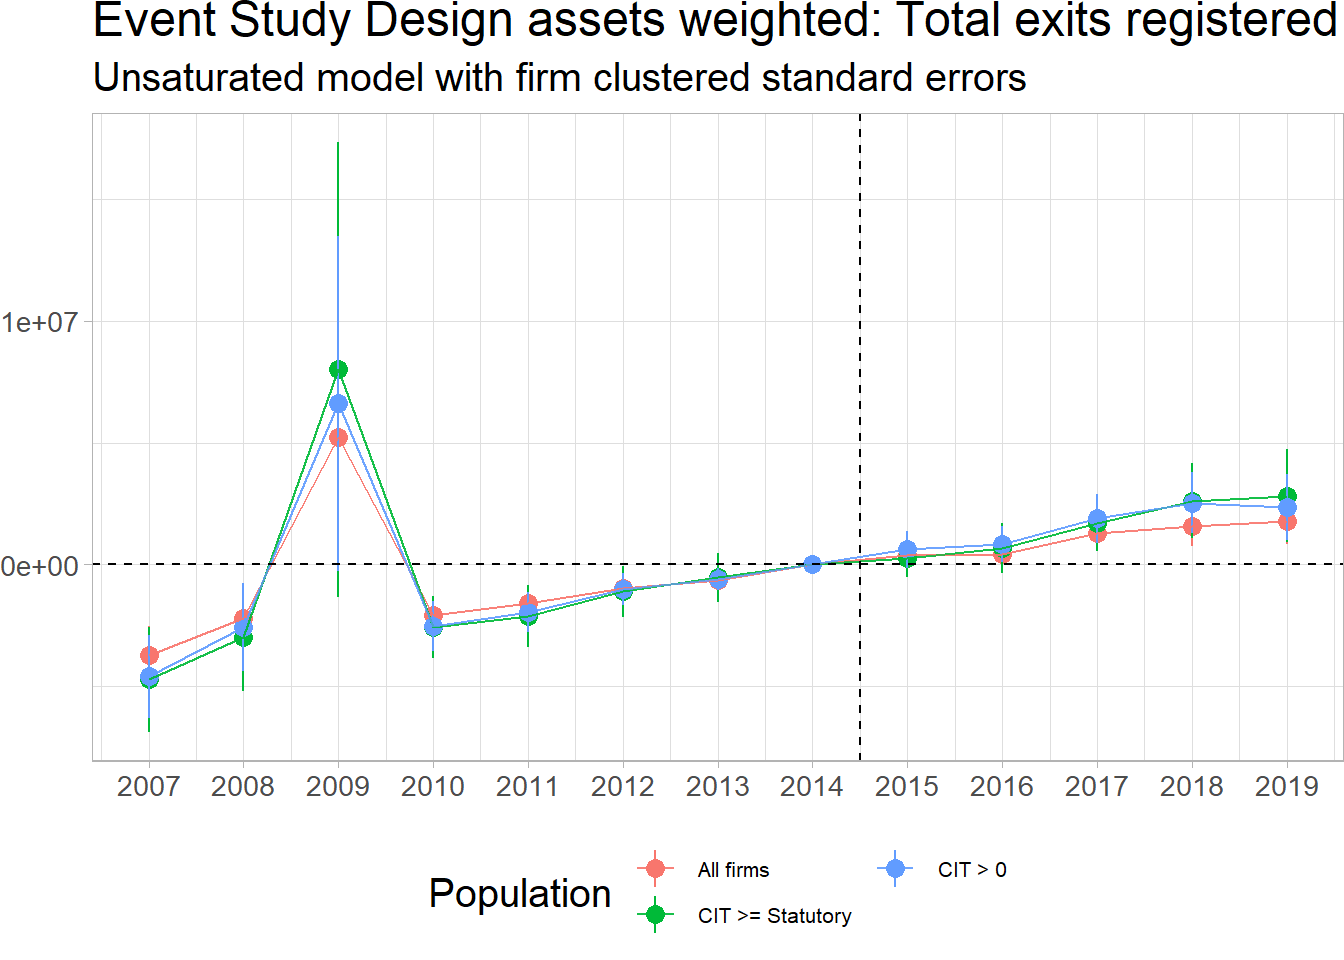 Event Study Design assets weighted: Total exits registered
Unsaturated model with firm clustered standard errors
1e+07
0e+00
2007 2008 2009 2010 2011 2012 2013 2014 2015 2016 2017 2018 2019
Population
All firms
CIT > 0
CIT >= Statutory